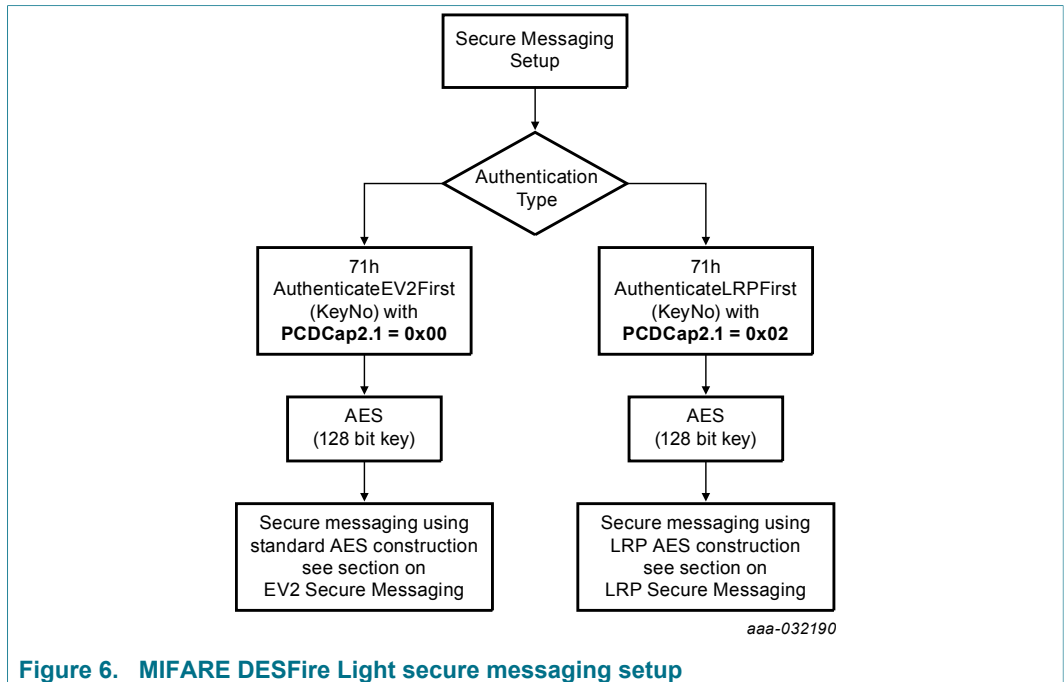 Secure Messaging
Setup
Authentication
Type
71h
AuthenticateEV2First
(KeyNo) with
PCDCap2.1 = 0x00
71h
AuthenticateLRPFirst
(KeyNo) with
PCDCap2.1 = 0x02
AES
(128 bit key)
AES
(128 bit key)
Secure messaging using
standard AES construction
see section on
EV2 Secure Messaging
Secure messaging using
LRP AES construction
see section on
LRP Secure Messaging
aaa-032190
Figure 6. MIFARE DESFire Light secure messaging setup